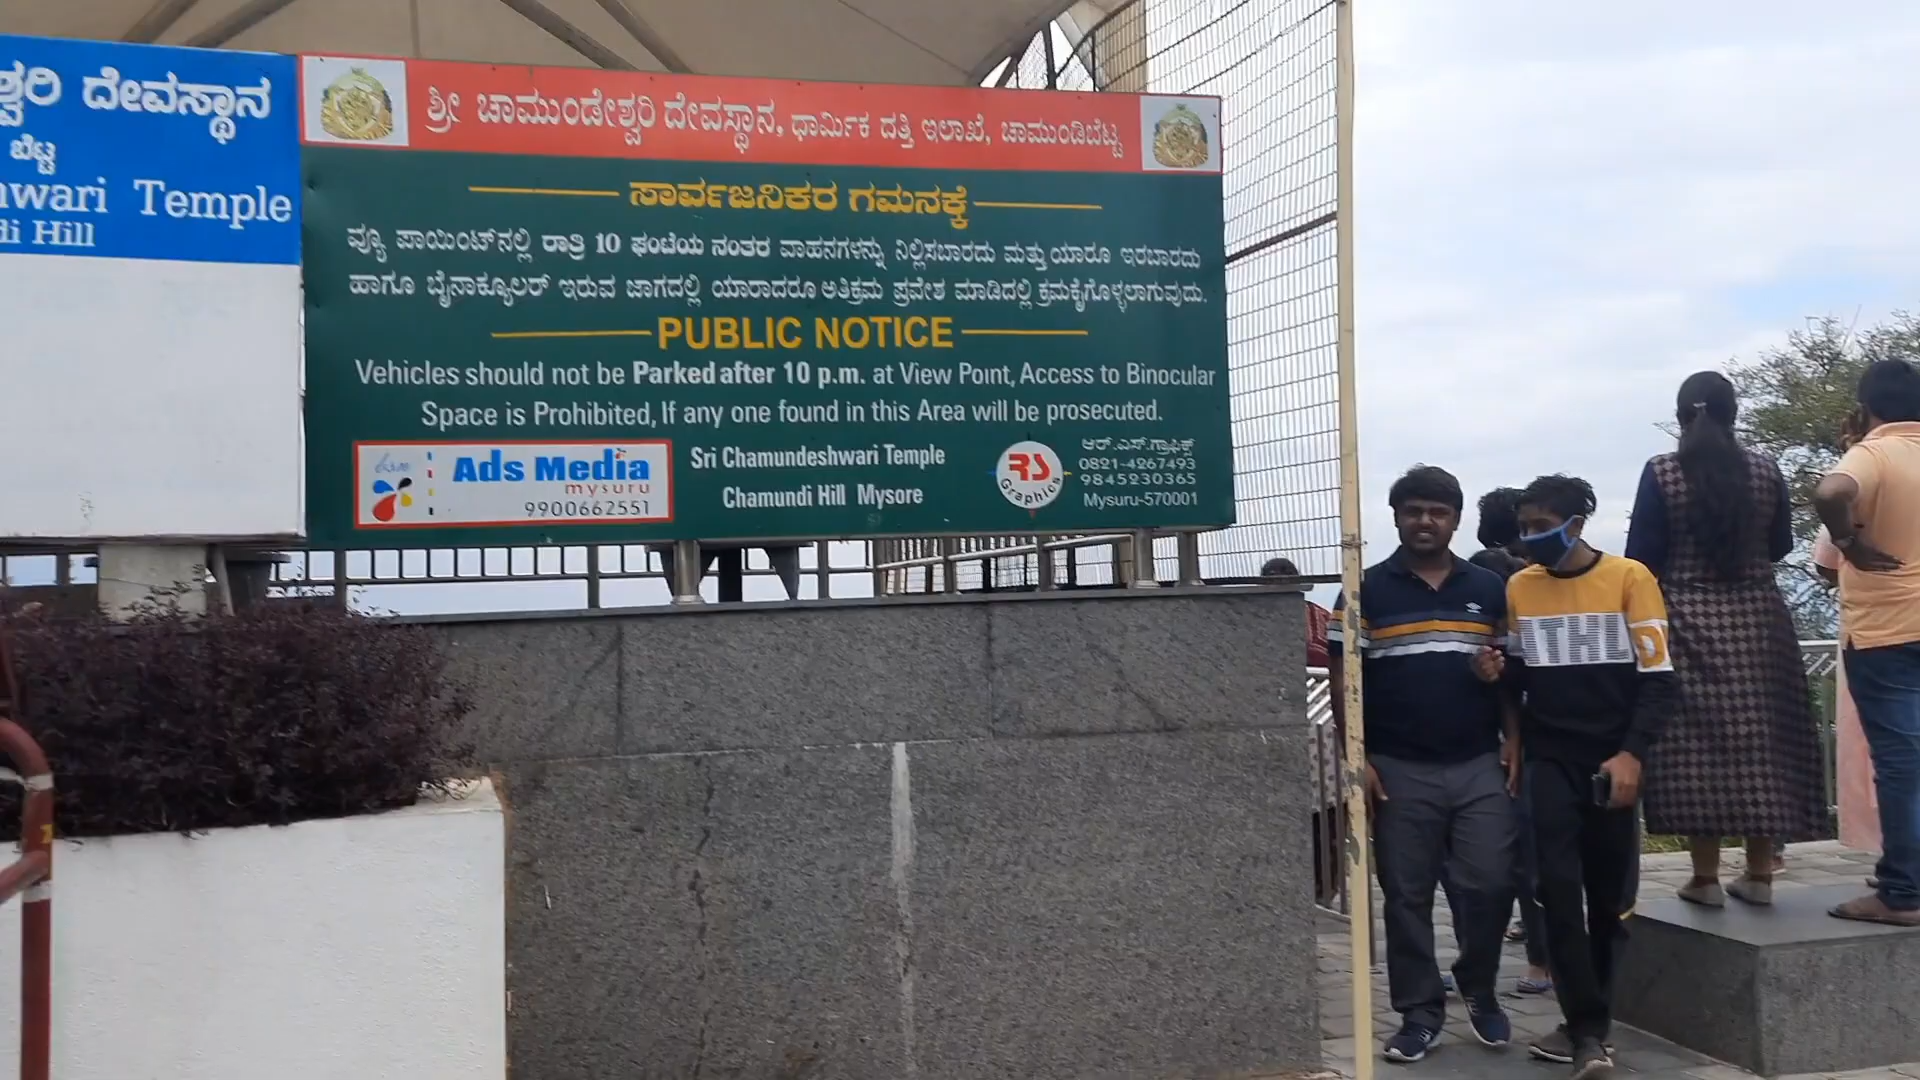 ಶ್ವರಿ ದೇವಸ್ಥಾನ
ಬೆಟ್ಟ
hwari Temple
di Hill
ಶ್ರೀ ಚಾಮುಂಡೇಶ್ವರಿ ದೇವಸ್ಥಾನ, ಧಾರ್ಮಿಕ ದತ್ತಿ ಇಲಾಖೆ, ಚಾಮುಂಡಿಬೆಟ್ಟ
ಸಾರ್ವಜನಿಕರ ಗಮನಕ್ಕೆ
ವ್ಯೂ ಪಾಯಿಂಟ್‌ನಲ್ಲಿ ರಾತ್ರಿ 10 ಘಂಟೆಯ ನಂತರ ವಾಹನಗಳನ್ನು ನಿಲ್ಲಿಸಬಾರದು ಮತ್ತು ಯಾರೂ ಇರಬಾರದು
ಹಾಗೂ ಬೈನಾಕ್ಯೂಲರ್ ಇರುವ ಜಾಗದಲ್ಲಿ ಯಾರಾದರೂ ಅತಿಕ್ರಮ ಪ್ರವೇಶ ಮಾಡಿದಲ್ಲಿ ಕ್ರಮಕೈಗೊಳ್ಳಲಾಗುವುದು.
PUBLIC NOTICE
Vehicles should not be Parked after 10 p.m. at View Point, Access to Binocular
Space is Prohibited, If any one found in this Area will be prosecuted.
Ads Media
mysuru
9900662551
Sri Chamundeshwari Temple
Chamundi Hill Mysore
RS
Graphics
ಆರ್.ಎಸ್.ಗ್ರಾಫಿಕ್ಸ್
0821-4267493
9845230365
Mysuru-570001
ATHL D